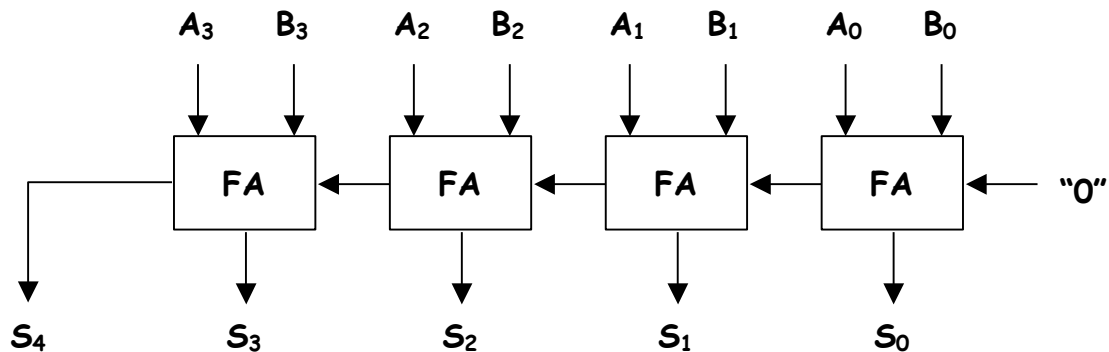 A₃ B₃ A₂ B₂ A₁ B₁ A₀ B₀
FA FA FA FA “0”
S₄ S₃ S₂ S₁ S₀